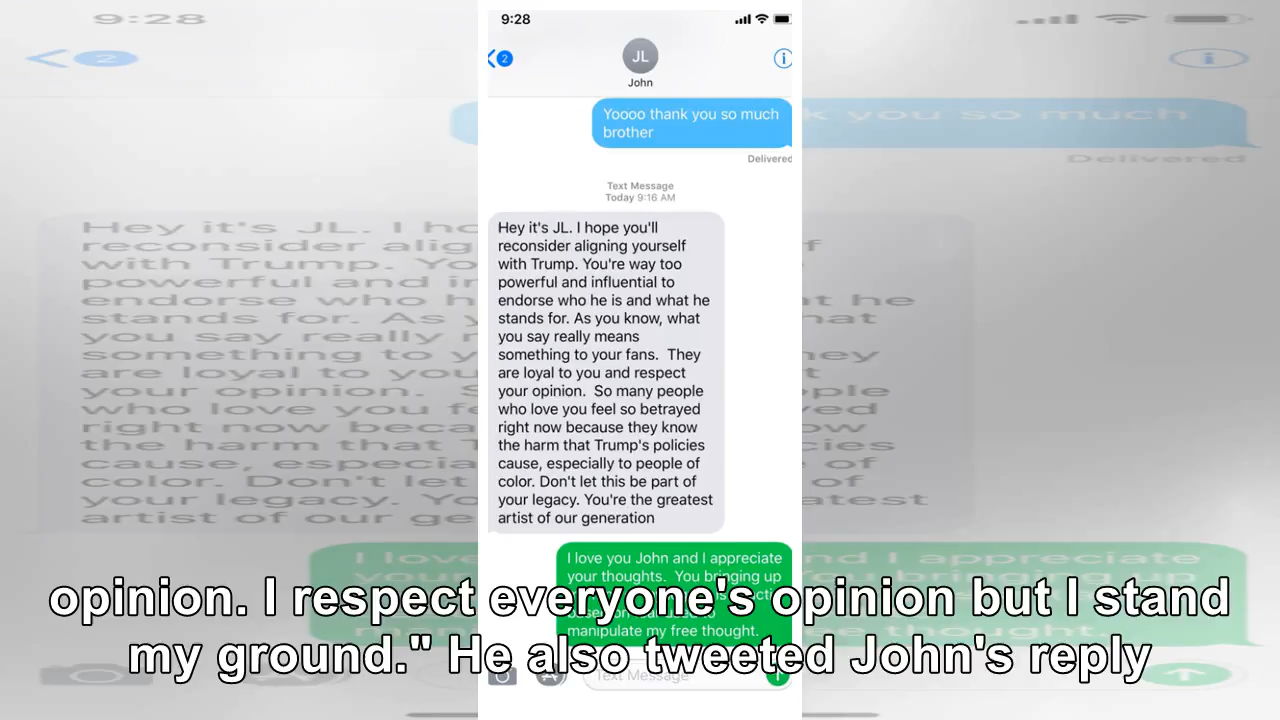 9:28
2
JL
John
Yoooo thank you so much
brother
Delivered
Text Message
Today 9:16 AM
Hey it's JL. I hope you'll
reconsider aligning yourself
with Trump. You're way too
powerful and influential to
endorse who he is and what he
stands for. As you know, what
you say really means
something to your fans.  They
are loyal to you and respect
your opinion.  So many people
who love you feel so betrayed
right now because they know
the harm that Trump's policies
cause, especially to people of
color. Don't let this be part of
your legacy. You're the greatest
artist of our generation
I love you John and I appreciate
your thoughts.  You bringing up
manipulate my free thought.
Text Message
opinion. I respect everyone's opinion but I stand
my ground." He also tweeted John's reply